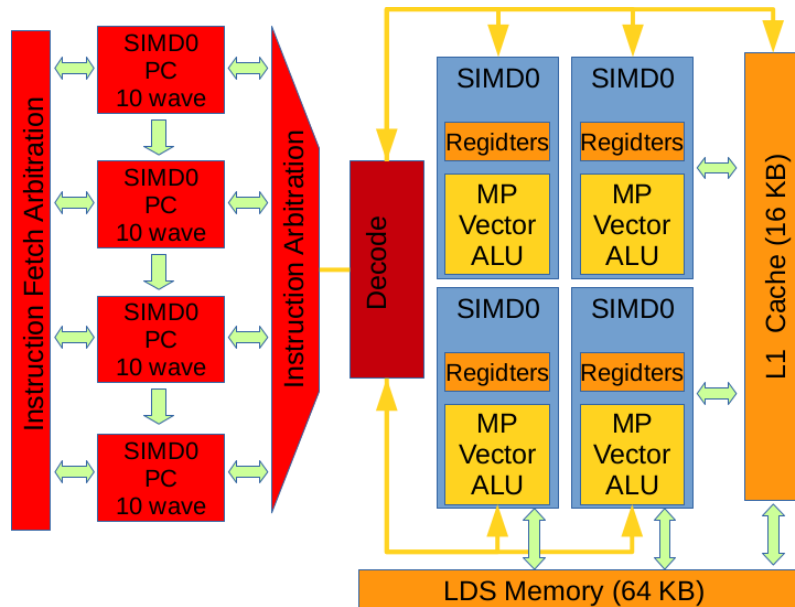 Instruction Fetch Arbitration
SIMD0
PC
10 wave
SIMD0
PC
10 wave
SIMD0
PC
10 wave
SIMD0
PC
10 wave
Instruction Arbitration
Decode
SIMD0
Regidters
MP
Vector
ALU
SIMD0
Regidters
MP
Vector
ALU
SIMD0
Regidters
MP
Vector
ALU
SIMD0
Regidters
MP
Vector
ALU
L1 Cache (16 KB)
LDS Memory (64 KB)